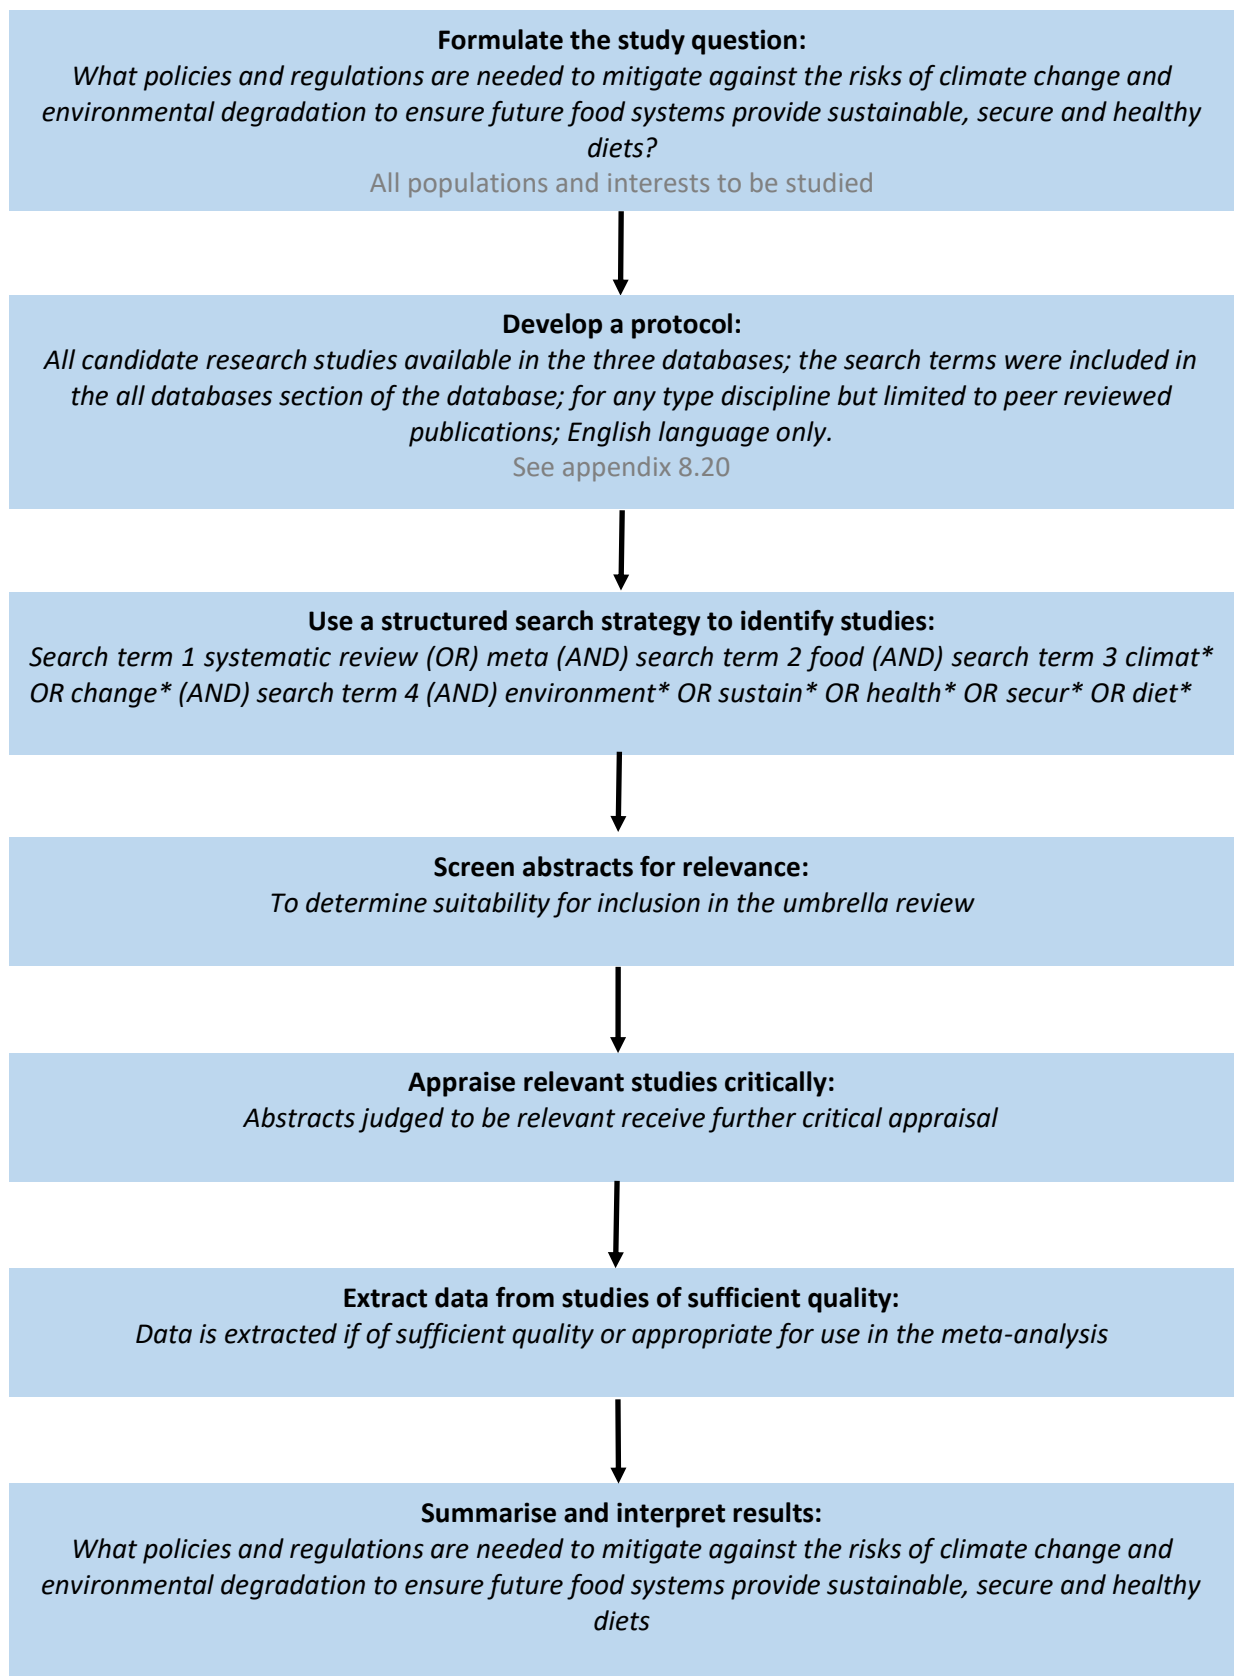 Formulate the study question:
What policies and regulations are needed to mitigate against the risks of climate change and
environmental degradation to ensure future food systems provide sustainable, secure and healthy
diets?
All populations and interests to be studied
Develop a protocol:
All candidate research studies available in the three databases; the search terms were included in
the all databases section of the database; for any type discipline but limited to peer reviewed
publications; English language only.
See appendix 8.20
Use a structured search strategy to identify studies:
Search term 1 systematic review (OR) meta (AND) search term 2 food (AND) search term 3 climat*
OR change* (AND) search term 4 (AND) environment* OR sustain* OR health* OR secur* OR diet*
Screen abstracts for relevance:
To determine suitability for inclusion in the umbrella review
Appraise relevant studies critically:
Abstracts judged to be relevant receive further critical appraisal
Extract data from studies of sufficient quality:
Data is extracted if of sufficient quality or appropriate for use in the meta-analysis
Summarise and interpret results:
What policies and regulations are needed to mitigate against the risks of climate change and
environmental degradation to ensure future food systems provide sustainable, secure and healthy
diets